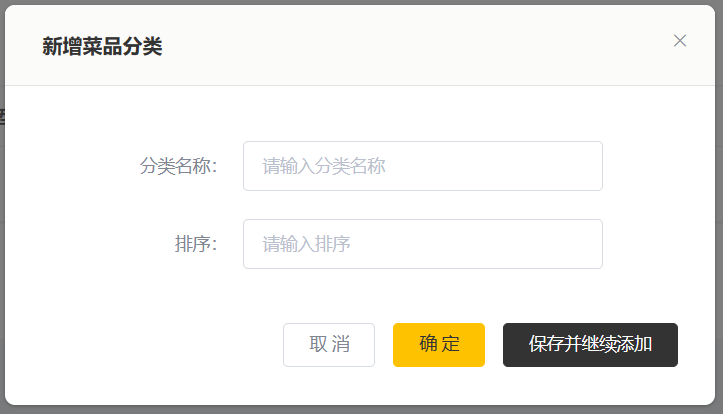 新增菜品分类
分类名称：
请输入分类名称
排序：
请输入排序
取 消
确 定
保存并继续添加